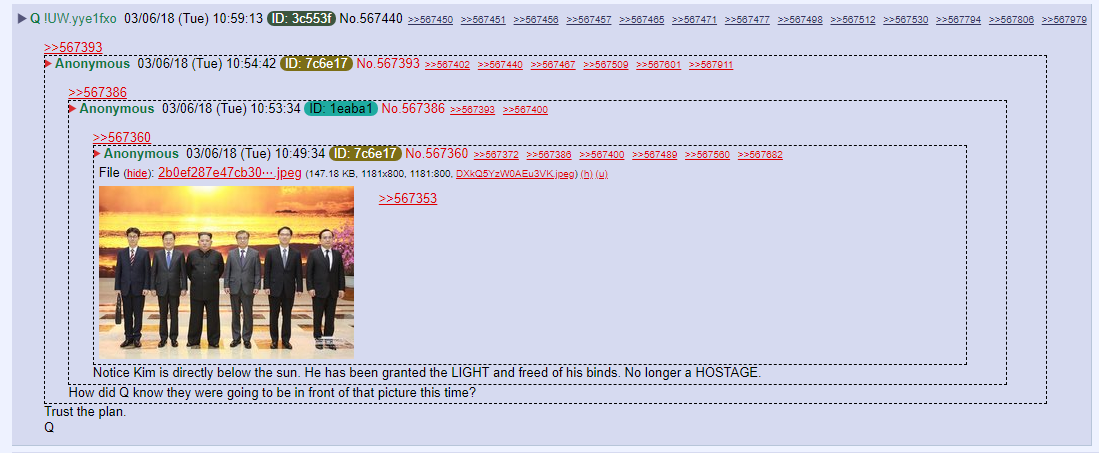 Q !UW.yye1fxo 03/06/18 (Tue) 10:59:13 ID: 3c553f No.567440 >>567450 >>567451 >>567456 >>567457 >>567465 >>567471 >>567477 >>567498 >>567512 >>567530 >>567794 >>567806 >>567979
>>567393
Anonymous 03/06/18 (Tue) 10:54:42 ID: 7c6e17 No.567393 >>567402 >>567440 >>567467 >>567509 >>567601 >>567911
>>567386
Anonymous 03/06/18 (Tue) 10:53:34 ID: 1eaba1 No.567386 >>567393 >>567400
>>567360
Anonymous 03/06/18 (Tue) 10:49:34 ID: 7c6e17 No.567360 >>567372 >>567386 >>567400 >>567489 >>567560 >>567682
File (hide): 2b0ef287e47cb30⋯.jpeg (147.18 KB, 1181x800, 1181:800, DXkQ5YzW0AEu3VK.jpeg) (h) (u)
>>567353
Notice Kim is directly below the sun. He has been granted the LIGHT and freed of his binds. No longer a HOSTAGE.
How did Q know they were going to be in front of that picture this time?
Trust the plan.
Q